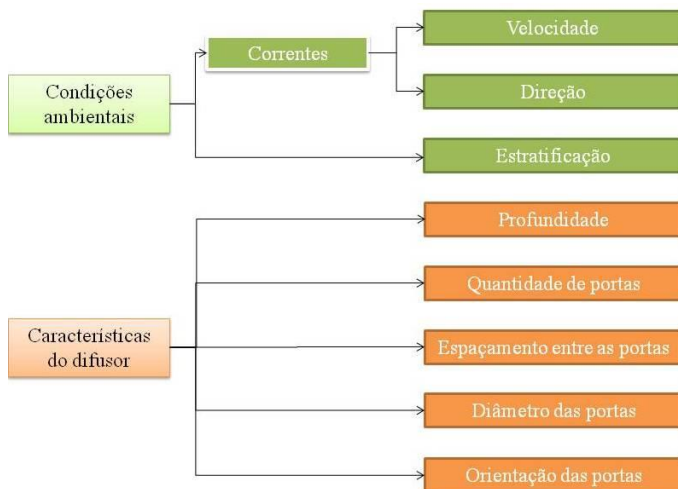 Condições
ambientais
Correntes
Velocidade
Direção
Estratificação
Características
do difusor
Profundidade
Quantidade de portas
Espaçamento entre as portas
Diâmetro das portas
Orientação das portas